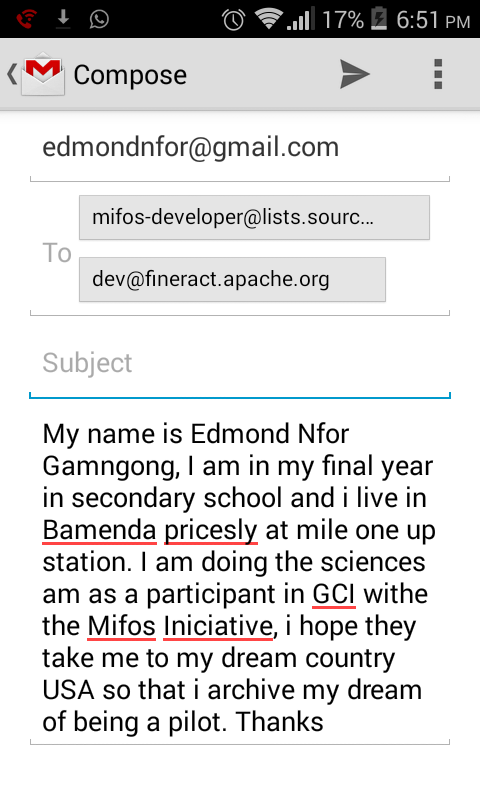 17% 6:51 PM
Compose
edmondnfor@gmail.com
To
mifos-developer@lists.sourc...
dev@fineract.apache.org
Subject
My name is Edmond Nfor
Gamngong, I am in my final year
in secondary school and i live in
Bamenda pricesly at mile one up
station. I am doing the sciences
am as a participant in GCI withe
the Mifos Iniciative, i hope they
take me to my dream country
USA so that i archive my dream
of being a pilot. Thanks